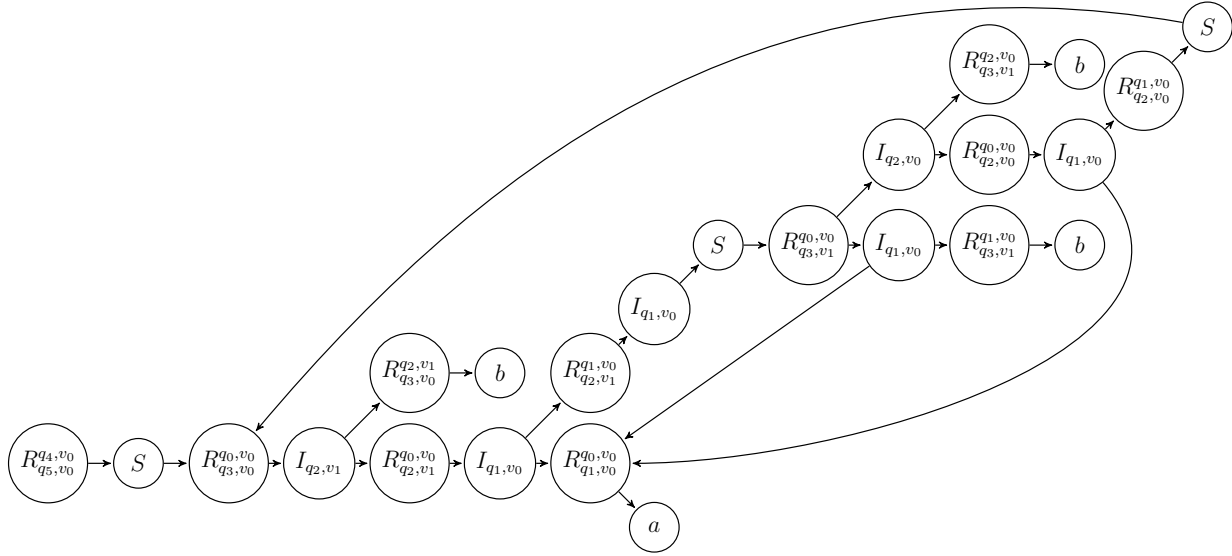 S
R^{q_2,v_0}_{q_3,v_1}
b
R^{q_1,v_0}_{q_2,v_0}
I_{q_2,v_0}
R^{q_0,v_0}_{q_2,v_0}
I_{q_1,v_0}
S
R^{q_0,v_0}_{q_3,v_1}
I_{q_1,v_0}
R^{q_1,v_0}_{q_3,v_1}
b
I_{q_1,v_0}
R^{q_2,v_1}_{q_3,v_0}
b
R^{q_1,v_0}_{q_2,v_1}
R^{q_4,v_0}_{q_5,v_0}
S
R^{q_0,v_0}_{q_3,v_0}
I_{q_2,v_1}
R^{q_0,v_0}_{q_2,v_1}
I_{q_1,v_0}
R^{q_0,v_0}_{q_1,v_0}
a